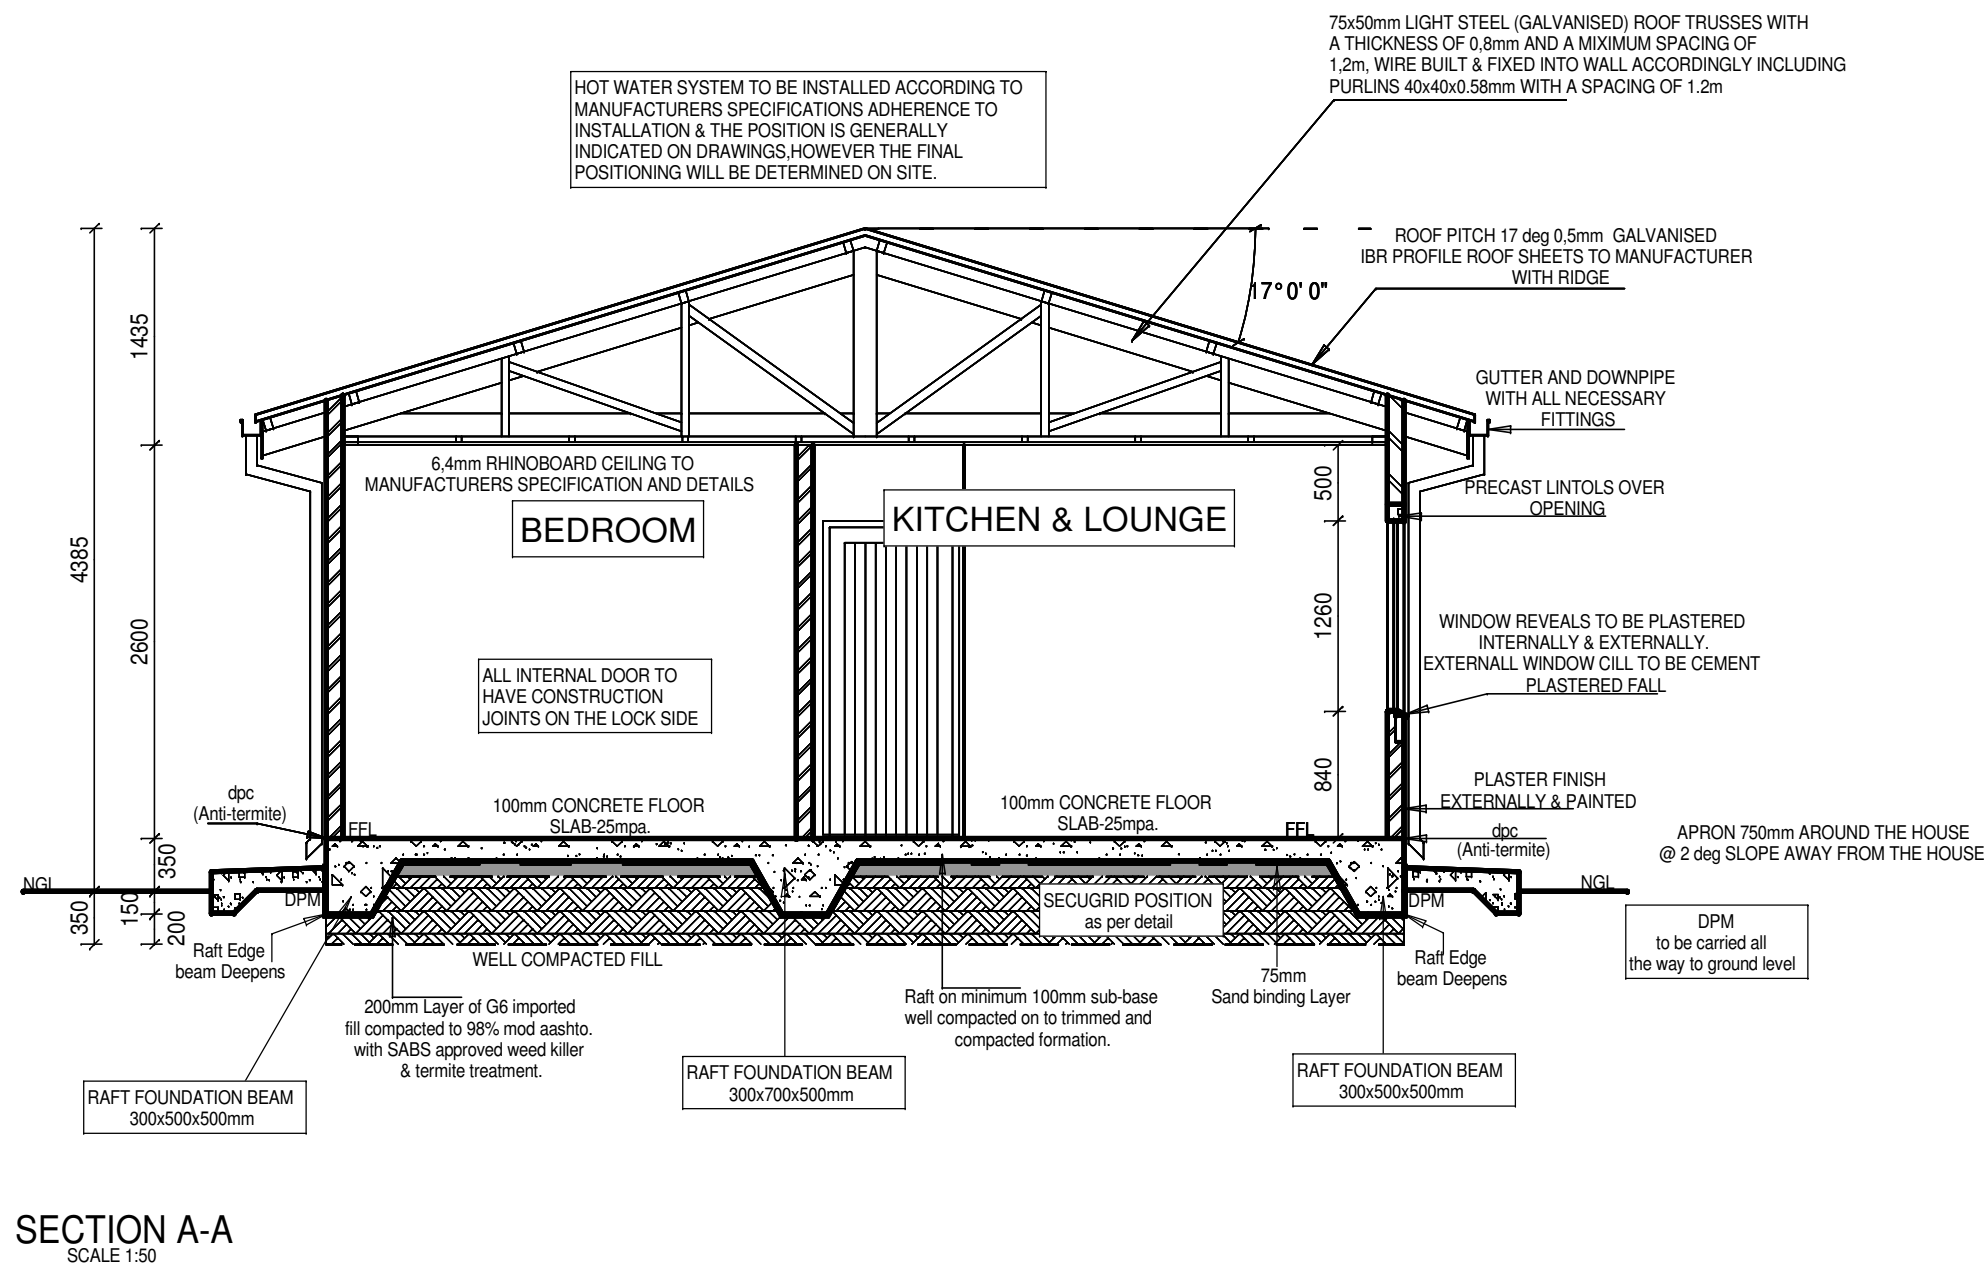 75x50mm LIGHT STEEL (GALVANISED) ROOF TRUSSES WITH
A THICKNESS OF 0,8mm AND A MIXIMUM SPACING OF
1,2m, WIRE BUILT & FIXED INTO WALL ACCORDINGLY INCLUDING
PURLINS 40x40x0.58mm WITH A SPACING OF 1.2m
HOT WATER SYSTEM TO BE INSTALLED ACCORDING TO
MANUFACTURERS SPECIFICATIONS ADHERENCE TO
INSTALLATION & THE POSITION IS GENERALLY
INDICATED ON DRAWINGS,HOWEVER THE FINAL
POSITIONING WILL BE DETERMINED ON SITE.
ROOF PITCH 17 deg 0,5mm GALVANISED
IBR PROFILE ROOF SHEETS TO MANUFACTURER
WITH RIDGE
17° 0' 0"
1435
4385
2600
GUTTER AND DOWNPIPE
WITH ALL NECESSARY
FITTINGS
6,4mm RHINOBOARD CEILING TO
MANUFACTURERS SPECIFICATION AND DETAILS
BEDROOM
KITCHEN & LOUNGE
500
1260
840
PRECAST LINTOLS OVER
OPENING
WINDOW REVEALS TO BE PLASTERED
INTERNALLY & EXTERNALLY.
EXTERNALL WINDOW CILL TO BE CEMENT
PLASTERED FALL
ALL INTERNAL DOOR TO
HAVE CONSTRUCTION
JOINTS ON THE LOCK SIDE
PLASTER FINISH
EXTERNALLY & PAINTED
dpc
(Anti-termite)
100mm CONCRETE FLOOR
SLAB-25mpa.
100mm CONCRETE FLOOR
SLAB-25mpa.
FFL
FFL
dpc
(Anti-termite)
APRON 750mm AROUND THE HOUSE
@ 2 deg SLOPE AWAY FROM THE HOUSE
350
NGL
NGL
350
150
200
DPM
DPM
SECUGRID POSITION
as per detail
DPM
to be carried all
the way to ground level
Raft Edge
beam Deepens
WELL COMPACTED FILL
Raft Edge
beam Deepens
75mm
Sand binding Layer
200mm Layer of G6 imported
fill compacted to 98% mod aashto.
with SABS approved weed killer
& termite treatment.
Raft on minimum 100mm sub-base
well compacted on to trimmed and
compacted formation.
RAFT FOUNDATION BEAM
300x500x500mm
RAFT FOUNDATION BEAM
300x700x500mm
RAFT FOUNDATION BEAM
300x500x500mm
SECTION A-A
SCALE 1:50